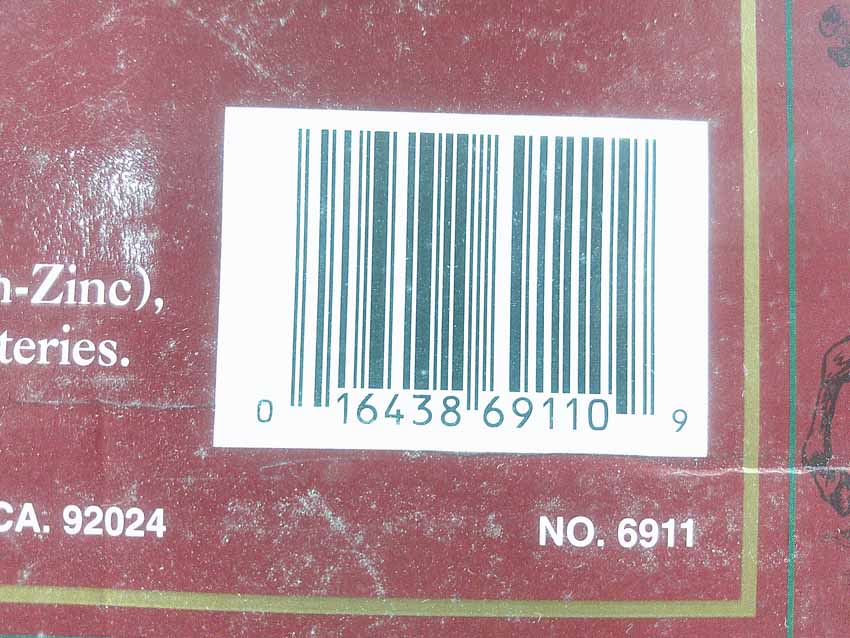 n-Zinc),
teries.
0 16438 69110 9
CA. 92024
NO. 6911